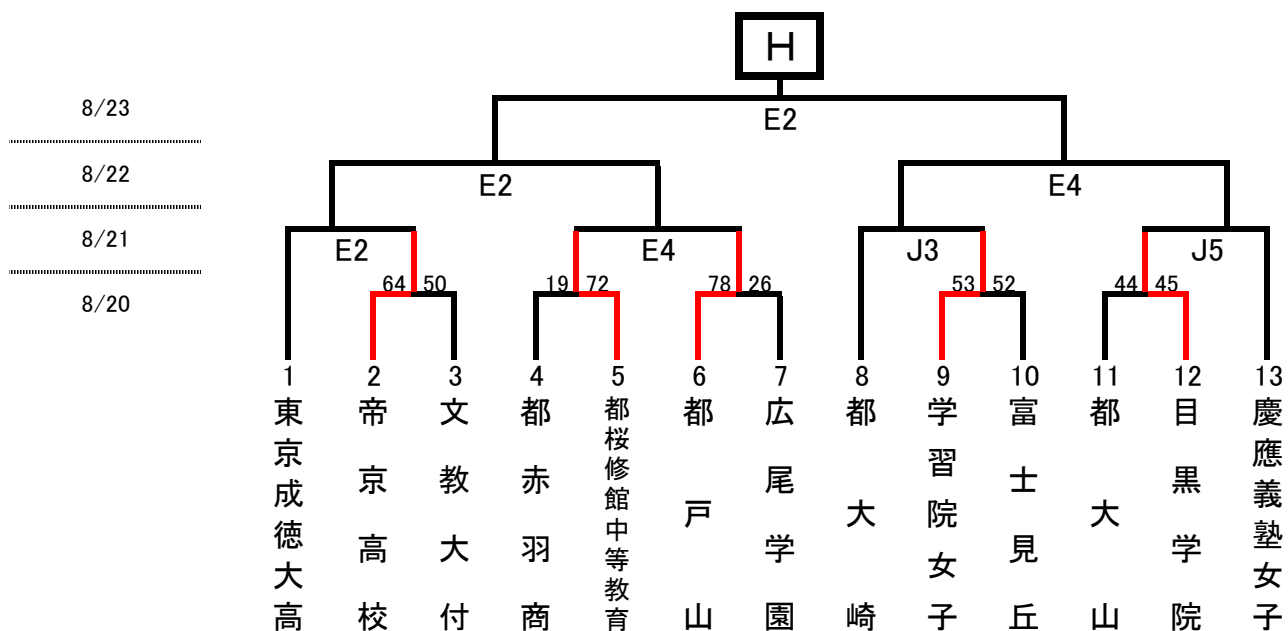 H
8/23
E2
8/22
E2
E4
8/21
E2
E4
J3
J5
8/20
64 50
19 72
78 26
53 52
44 45
1
2
3
4
5
6
7
8
9
10
11
12
13
東京成徳大高
帝京高校
文教大付
都赤羽商
都桜修館中等教育
都戸山
広尾学園
都大崎
学習院女子
富士見丘
都大山
目黒学院
慶應義塾女子